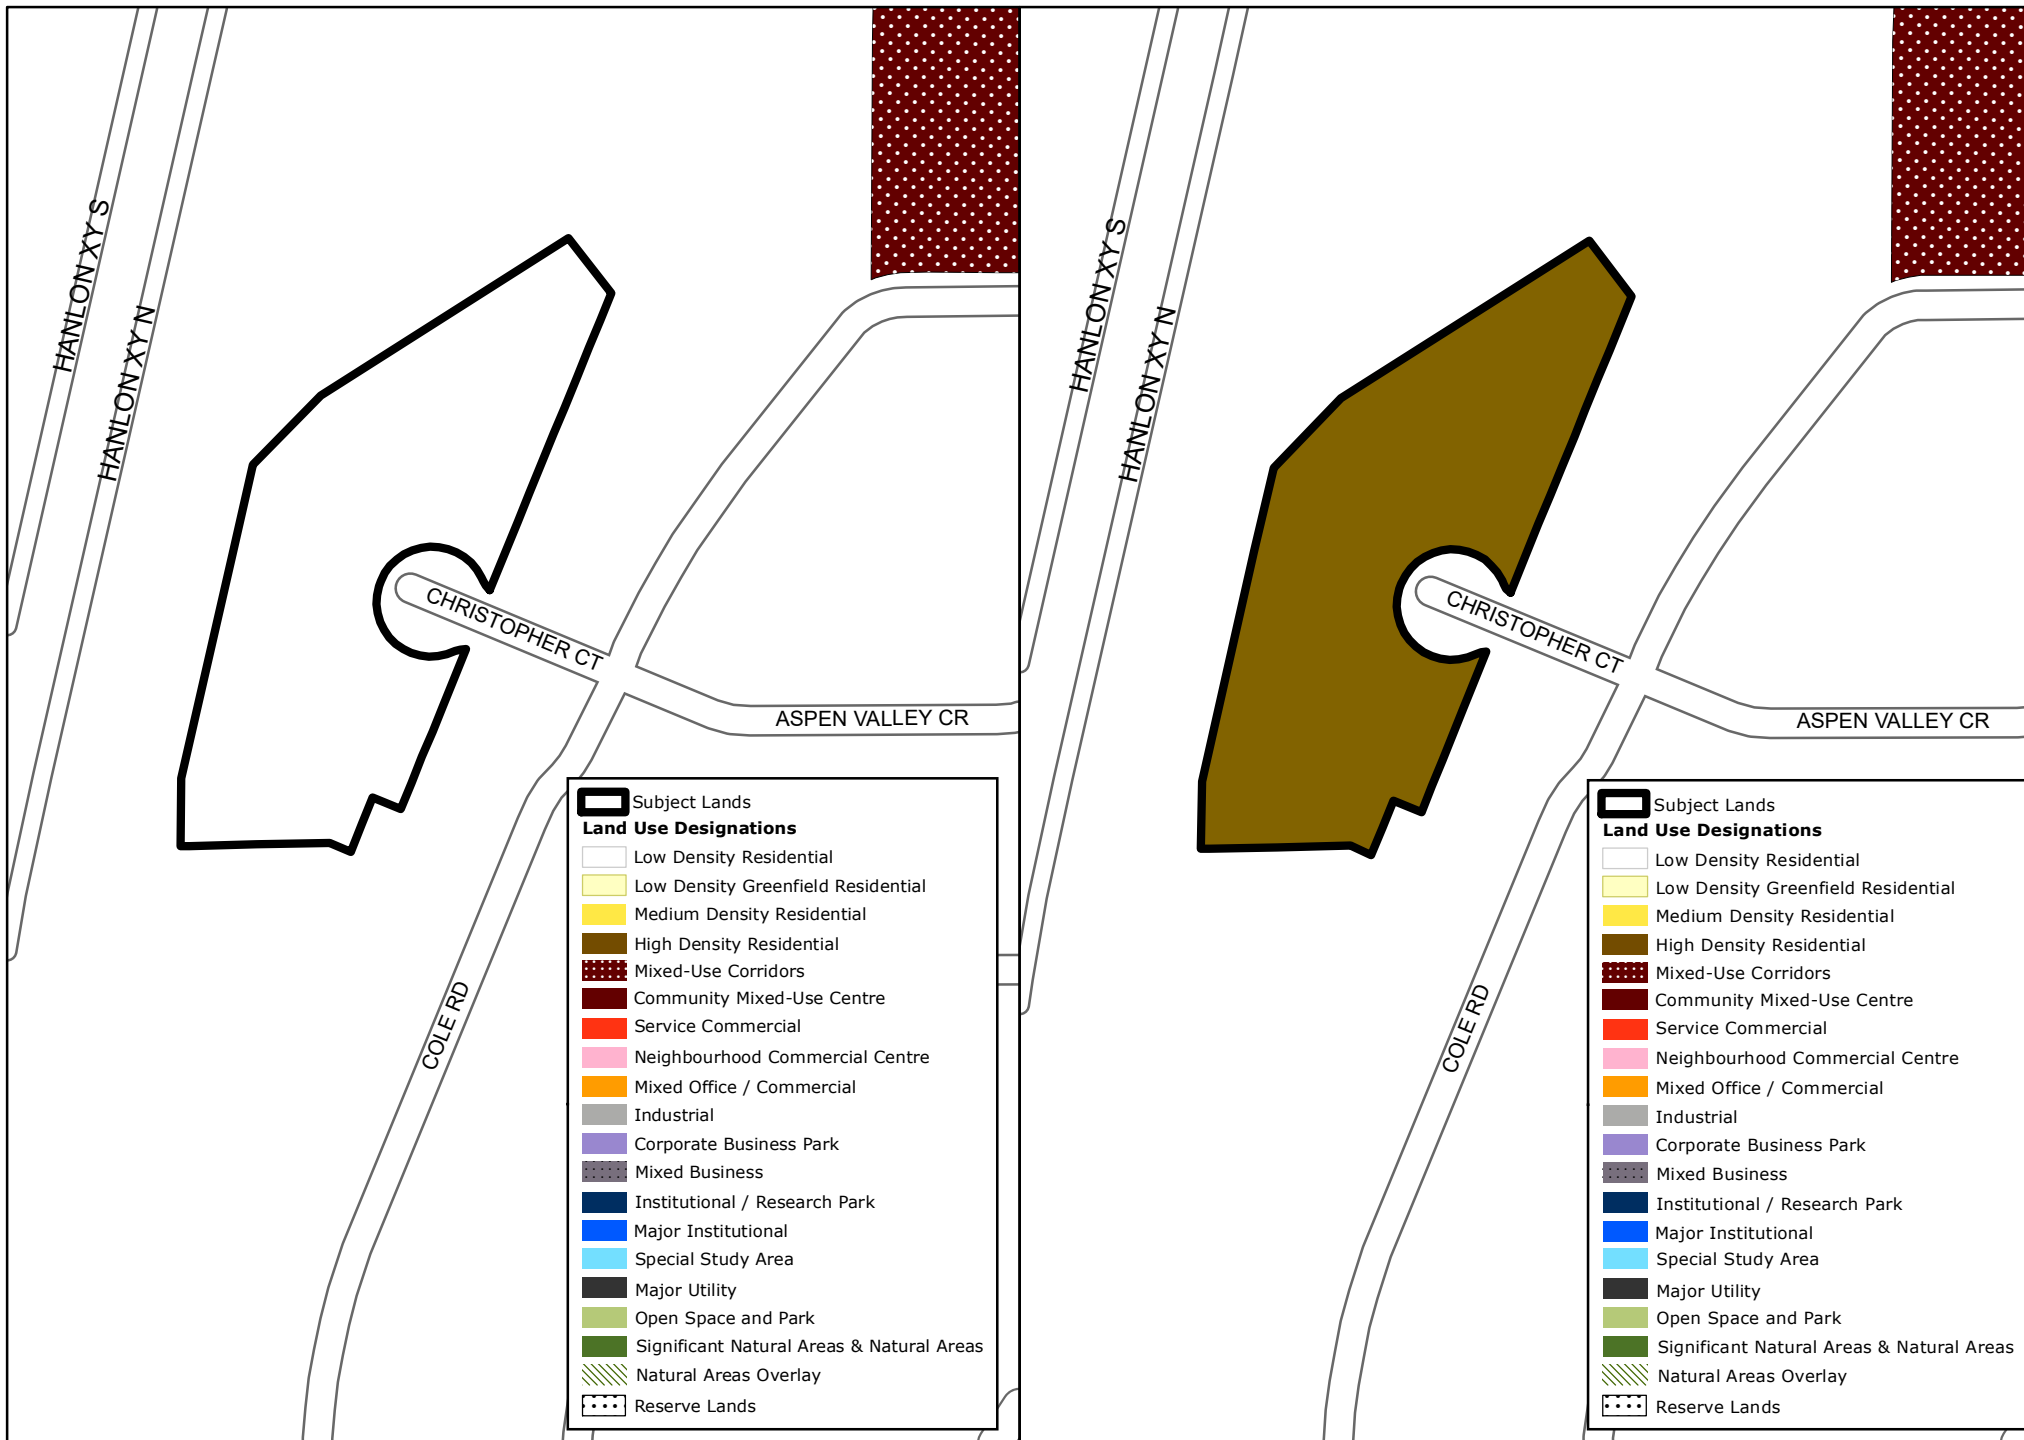 HANLON XY S
HANLON XY N
CHRISTOPHER CT
ASPEN VALLEY CR
COLE RD
Subject Lands
Land Use Designations
Low Density Residential
Low Density Greenfield Residential
Medium Density Residential
High Density Residential
Mixed-Use Corridors
Community Mixed-Use Centre
Service Commercial
Neighbourhood Commercial Centre
Mixed Office / Commercial
Industrial
Corporate Business Park
Mixed Business
Institutional / Research Park
Major Institutional
Special Study Area
Major Utility
Open Space and Park
Significant Natural Areas & Natural Areas
Natural Areas Overlay
Reserve Lands
HANLON XY S
HANLON XY N
CHRISTOPHER CT
ASPEN VALLEY CR
COLE RD
Subject Lands
Land Use Designations
Low Density Residential
Low Density Greenfield Residential
Medium Density Residential
High Density Residential
Mixed-Use Corridors
Community Mixed-Use Centre
Service Commercial
Neighbourhood Commercial Centre
Mixed Office / Commercial
Industrial
Corporate Business Park
Mixed Business
Institutional / Research Park
Major Institutional
Special Study Area
Major Utility
Open Space and Park
Significant Natural Areas & Natural Areas
Natural Areas Overlay
Reserve Lands